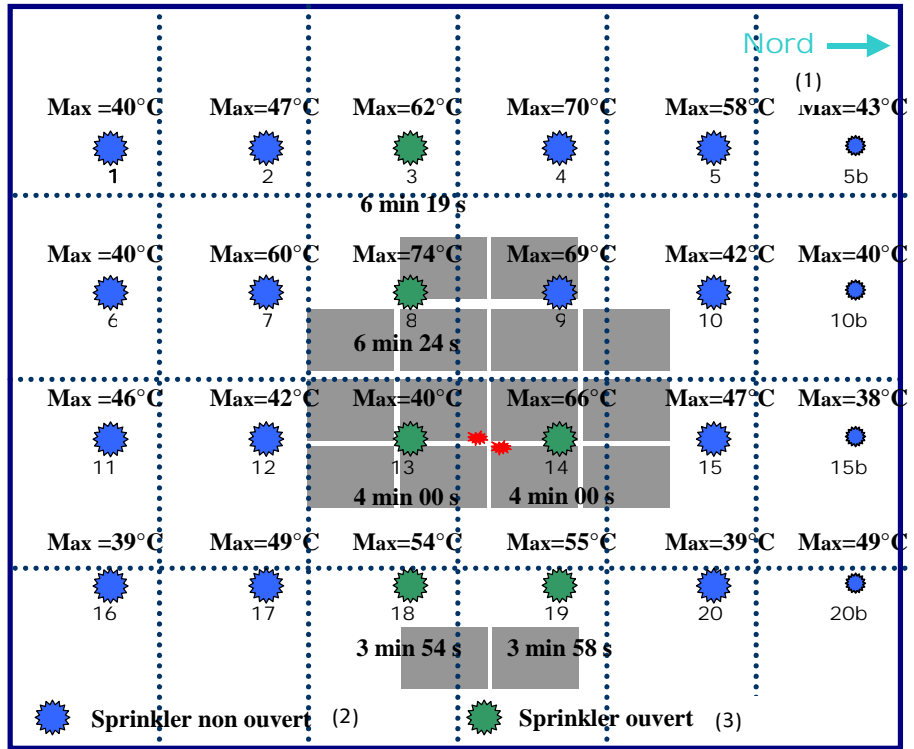 Nord
(1)
Max =40°C Max=47°C Max=62°C Max=70°C Max=58°C Max=43°C
1 2 3 4 5 5b
6 min 19 s
Max =40°C Max=60°C Max=74°C Max=69°C Max=42°C Max=40°C
6 7 8 9 10 10b
6 min 24 s
Max=46°C Max=42°C Max=40°C Max=66°C Max=47°C Max=38°C
11 12 13 14 15 15b
4 min 00 s 4 min 00 s
Max =39°C Max=49°C Max=54°C Max=55°C Max=39°C Max=49°C
16 17 18 19 20 20b
3 min 54 s 3 min 58 s
Sprinkler non ouvert (2) Sprinkler ouvert (3)